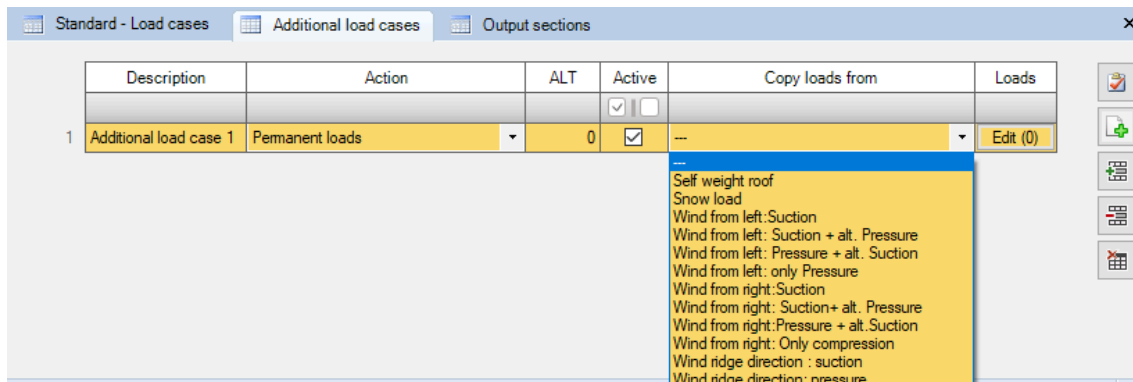 Standard - Load cases Additional load cases Output sections
Description Action ALT Active Copy loads from Loads
1 Additional load case 1 Permanent loads 0 --- Edit (0)
---
Self weight roof
Snow load
Wind from left:Suction
Wind from left: Suction + alt. Pressure
Wind from left: Pressure + alt. Suction
Wind from left: only Pressure
Wind from right:Suction
Wind from right: Suction+ alt. Pressure
Wind from right:Pressure + alt.Suction
Wind from right: Only compression
Wind ridge direction : suction
Wind ridge direction: pressure